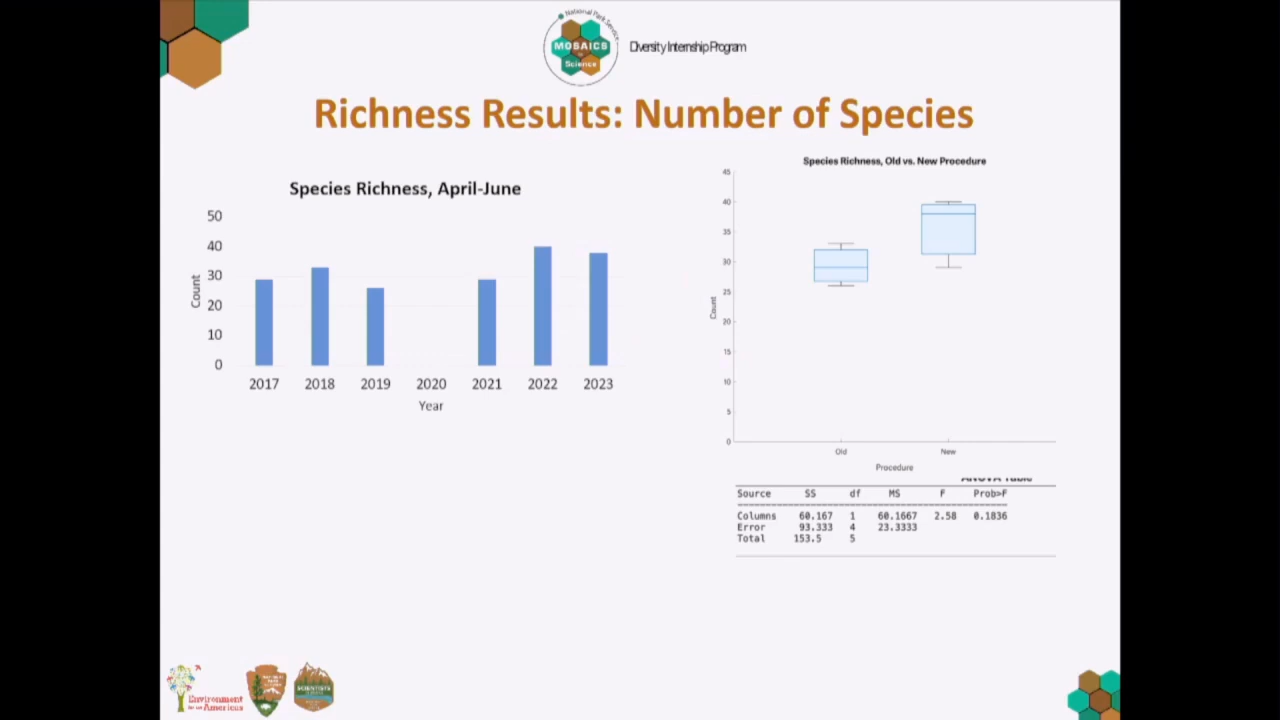 National Park Service
MOSAICS
Science
Diversity Internship Program
Richness Results: Number of Species
Species Richness, April-June
50
40
30
20
10
0
Count
2017 2018 2019 2020 2021 2022 2023
Year
Species Richness, Old vs. New Procedure
45
40
35
30
25
20
15
10
5
0
Count
Old New
Procedure
ANOVA Table
Source SS df MS F Prob>F
Columns 60.167 1 60.1667 2.58 0.1836
Error 93.333 4 23.3333
Total 153.5 5
Environment
for the Americas
SCIENTISTS